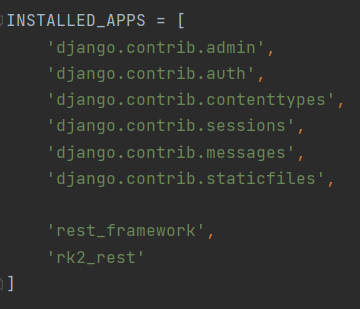 INSTALLED_APPS = [
    'django.contrib.admin',
    'django.contrib.auth',
    'django.contrib.contenttypes',
    'django.contrib.sessions',
    'django.contrib.messages',
    'django.contrib.staticfiles',

    'rest_framework',
    'rk2_rest'
]